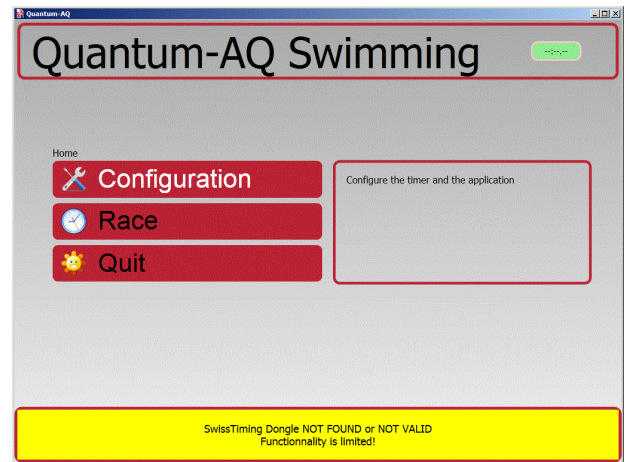 Quantum-AQ
Quantum-AQ Swimming
--:--.--
Home
Configuration
Configure the timer and the application
Race
Quit
SwissTiming Dongle NOT FOUND or NOT VALID
Functionnality is limited!